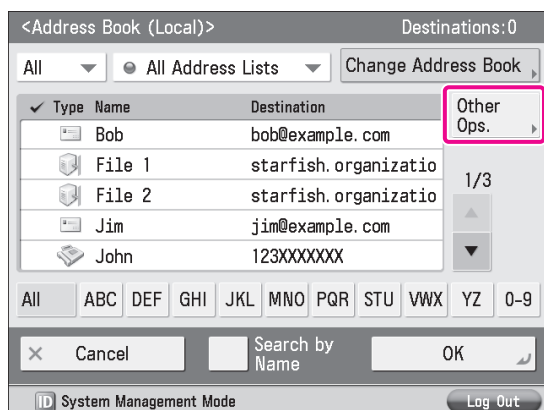 <Address Book (Local)> Destinations:0
All All Address Lists Change Address Book
Type Name Destination Other
Ops.
Bob bob@example.com
File 1 starfish.organizatio
File 2 starfish.organizatio
1/3
Jim jim@example.com
John 123XXXXXXX
All ABC DEF GHI JKL MNO PQR STU VWX YZ 0-9
Cancel Search by
Name OK
ID System Management Mode Log Out